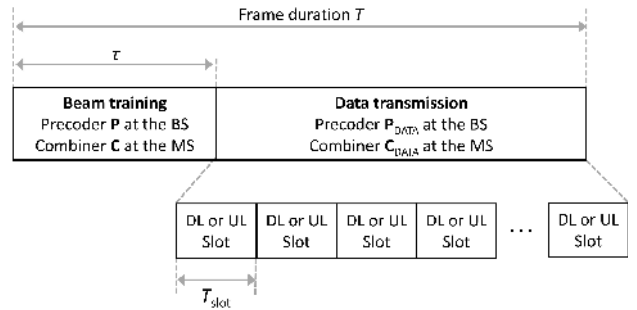 Frame duration T
τ
Beam training
Precoder P at the BS
Combiner C at the MS
Data transmission
Precoder P_DATA at the BS
Combiner C_DATA at the MS
DL or UL
Slot
DL or UL
Slot
DL or UL
Slot
DL or UL
Slot
...
DL or UL
Slot
T_slot